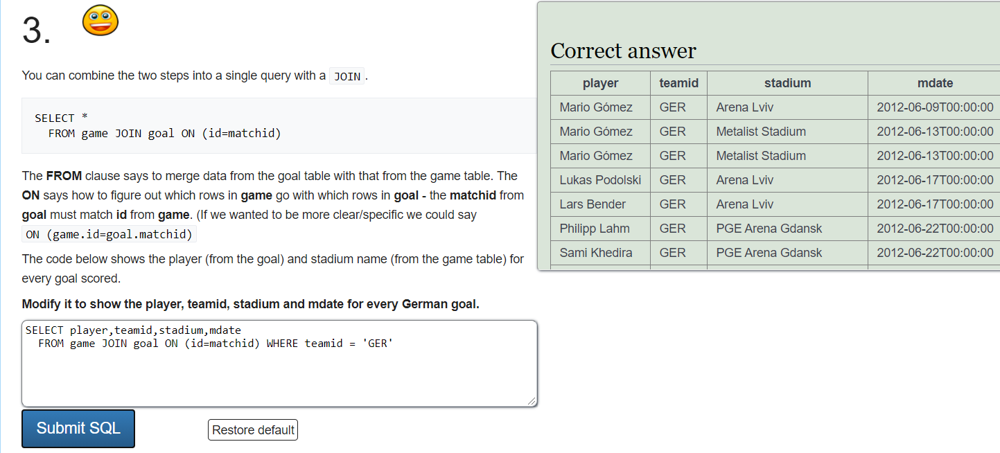 3.
You can combine the two steps into a single query with a JOIN.
SELECT *
FROM game JOIN goal ON (id=matchid)
The FROM clause says to merge data from the goal table with that from the game table. The
ON says how to figure out which rows in game go with which rows in goal - the matchid from
goal must match id from game. (If we wanted to be more clear/specific we could say
ON (game.id=goal.matchid)
The code below shows the player (from the goal) and stadium name (from the game table) for
every goal scored.
Modify it to show the player, teamid, stadium and mdate for every German goal.
SELECT player,teamid,stadium,mdate
FROM game JOIN goal ON (id=matchid) WHERE teamid = 'GER'
Submit SQL Restore default
Correct answer
player teamid stadium mdate
Mario Gómez GER Arena Lviv 2012-06-09T00:00:00
Mario Gómez GER Metalist Stadium 2012-06-13T00:00:00
Mario Gómez GER Metalist Stadium 2012-06-13T00:00:00
Lukas Podolski GER Arena Lviv 2012-06-17T00:00:00
Lars Bender GER Arena Lviv 2012-06-17T00:00:00
Philipp Lahm GER PGE Arena Gdansk 2012-06-22T00:00:00
Sami Khedira GER PGE Arena Gdansk 2012-06-22T00:00:00